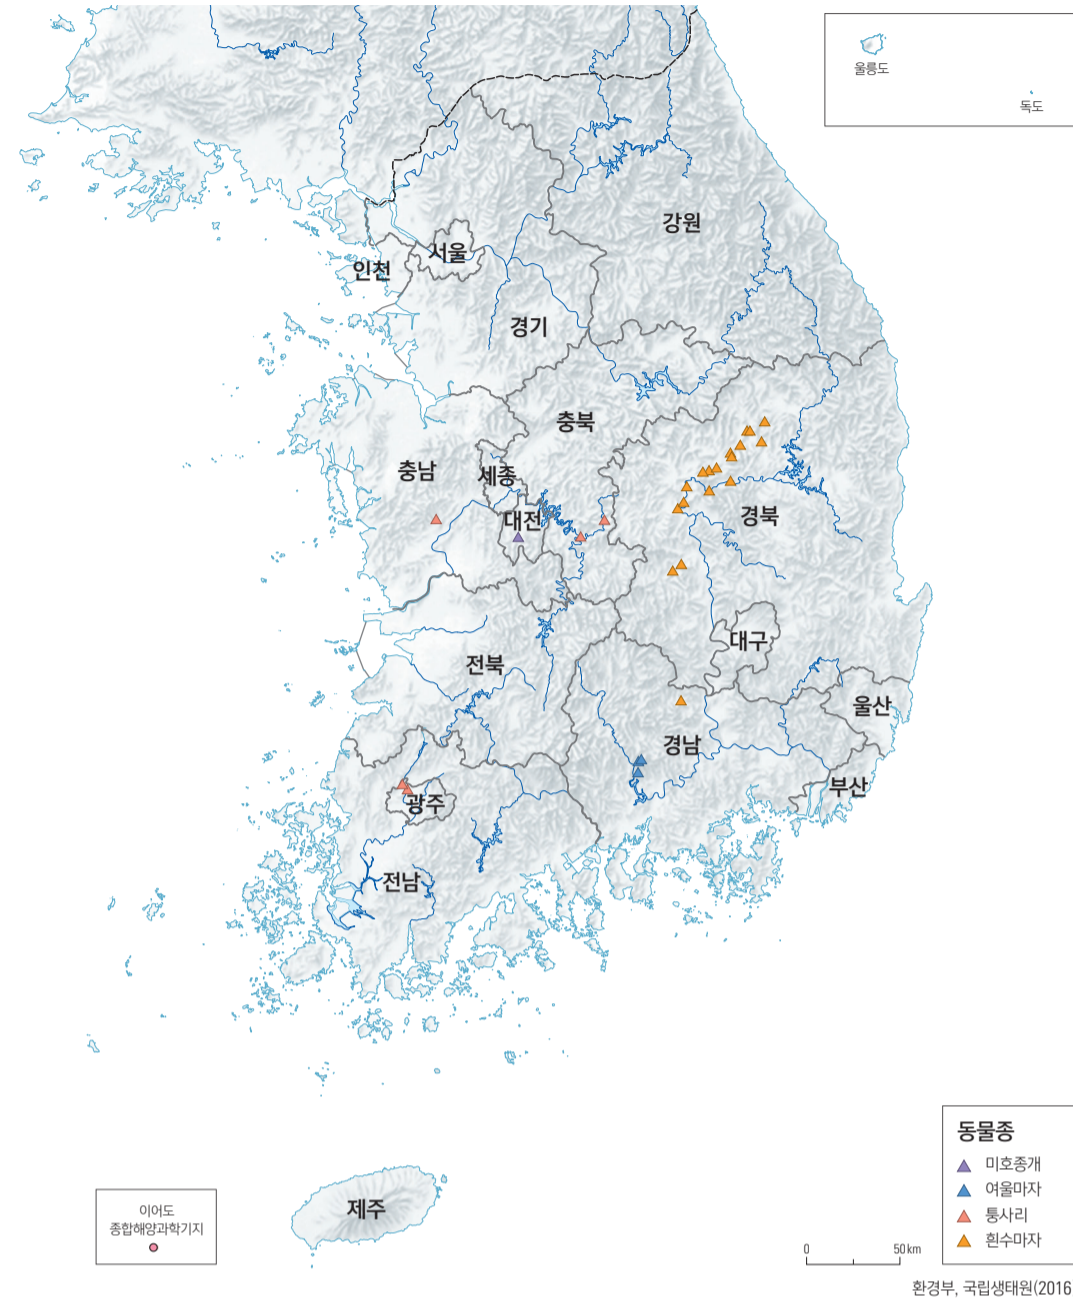 울릉도
독도
강원
서울
인천
경기
충북
충남
세종
대전
경북
대구
전북
울산
경남
부산
광주
전남
제주
이어도
종합해양과학기지
동물종
미호종개
여울마자
퉁사리
흰수마자
0 50km
환경부, 국립생태원(2016